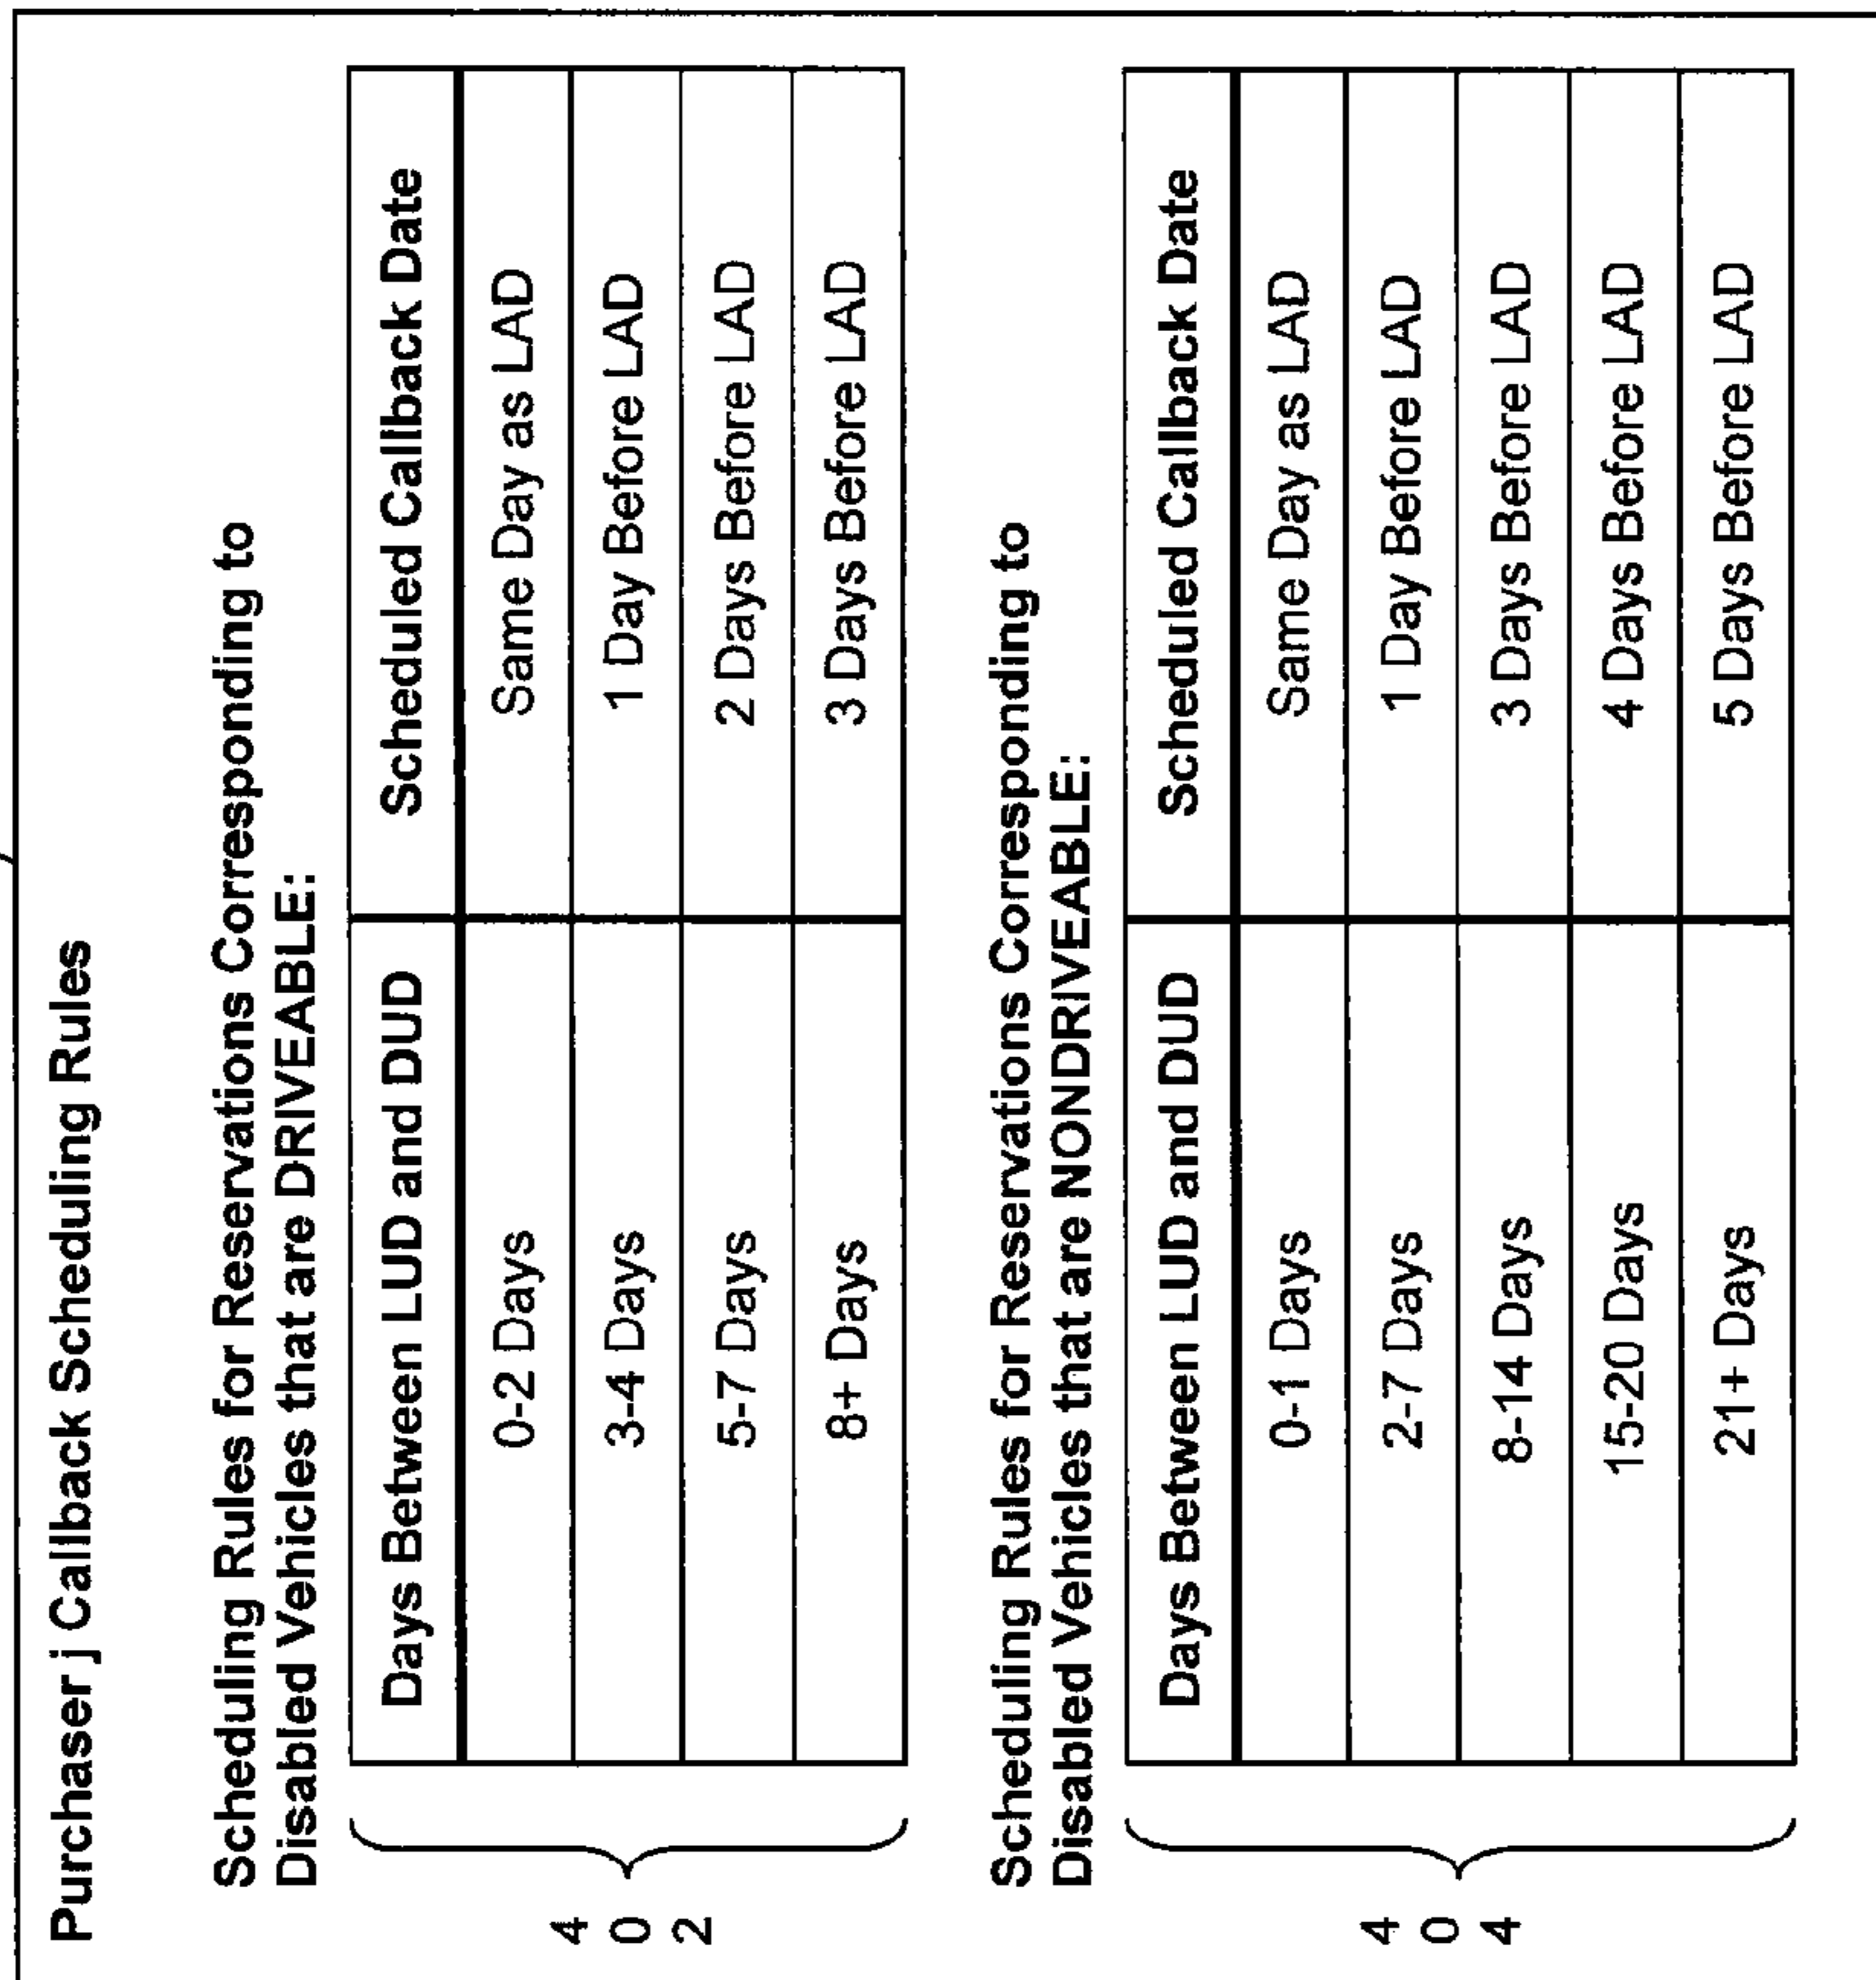 Purchaser j Callback Scheduling Rules
Scheduling Rules for Reservations Corresponding to
Disabled Vehicles that are DRIVEABLE:
402
Days Between LUD and DUD Scheduled Callback Date
0-2 Days Same Day as LAD
3-4 Days 1 Day Before LAD
5-7 Days 2 Days Before LAD
8+ Days 3 Days Before LAD
Scheduling Rules for Reservations Corresponding to
Disabled Vehicles that are NONDRIVEABLE:
404
Days Between LUD and DUD Scheduled Callback Date
0-1 Days Same Day as LAD
2-7 Days 1 Day Before LAD
8-14 Days 3 Days Before LAD
15-20 Days 4 Days Before LAD
21+ Days 5 Days Before LAD